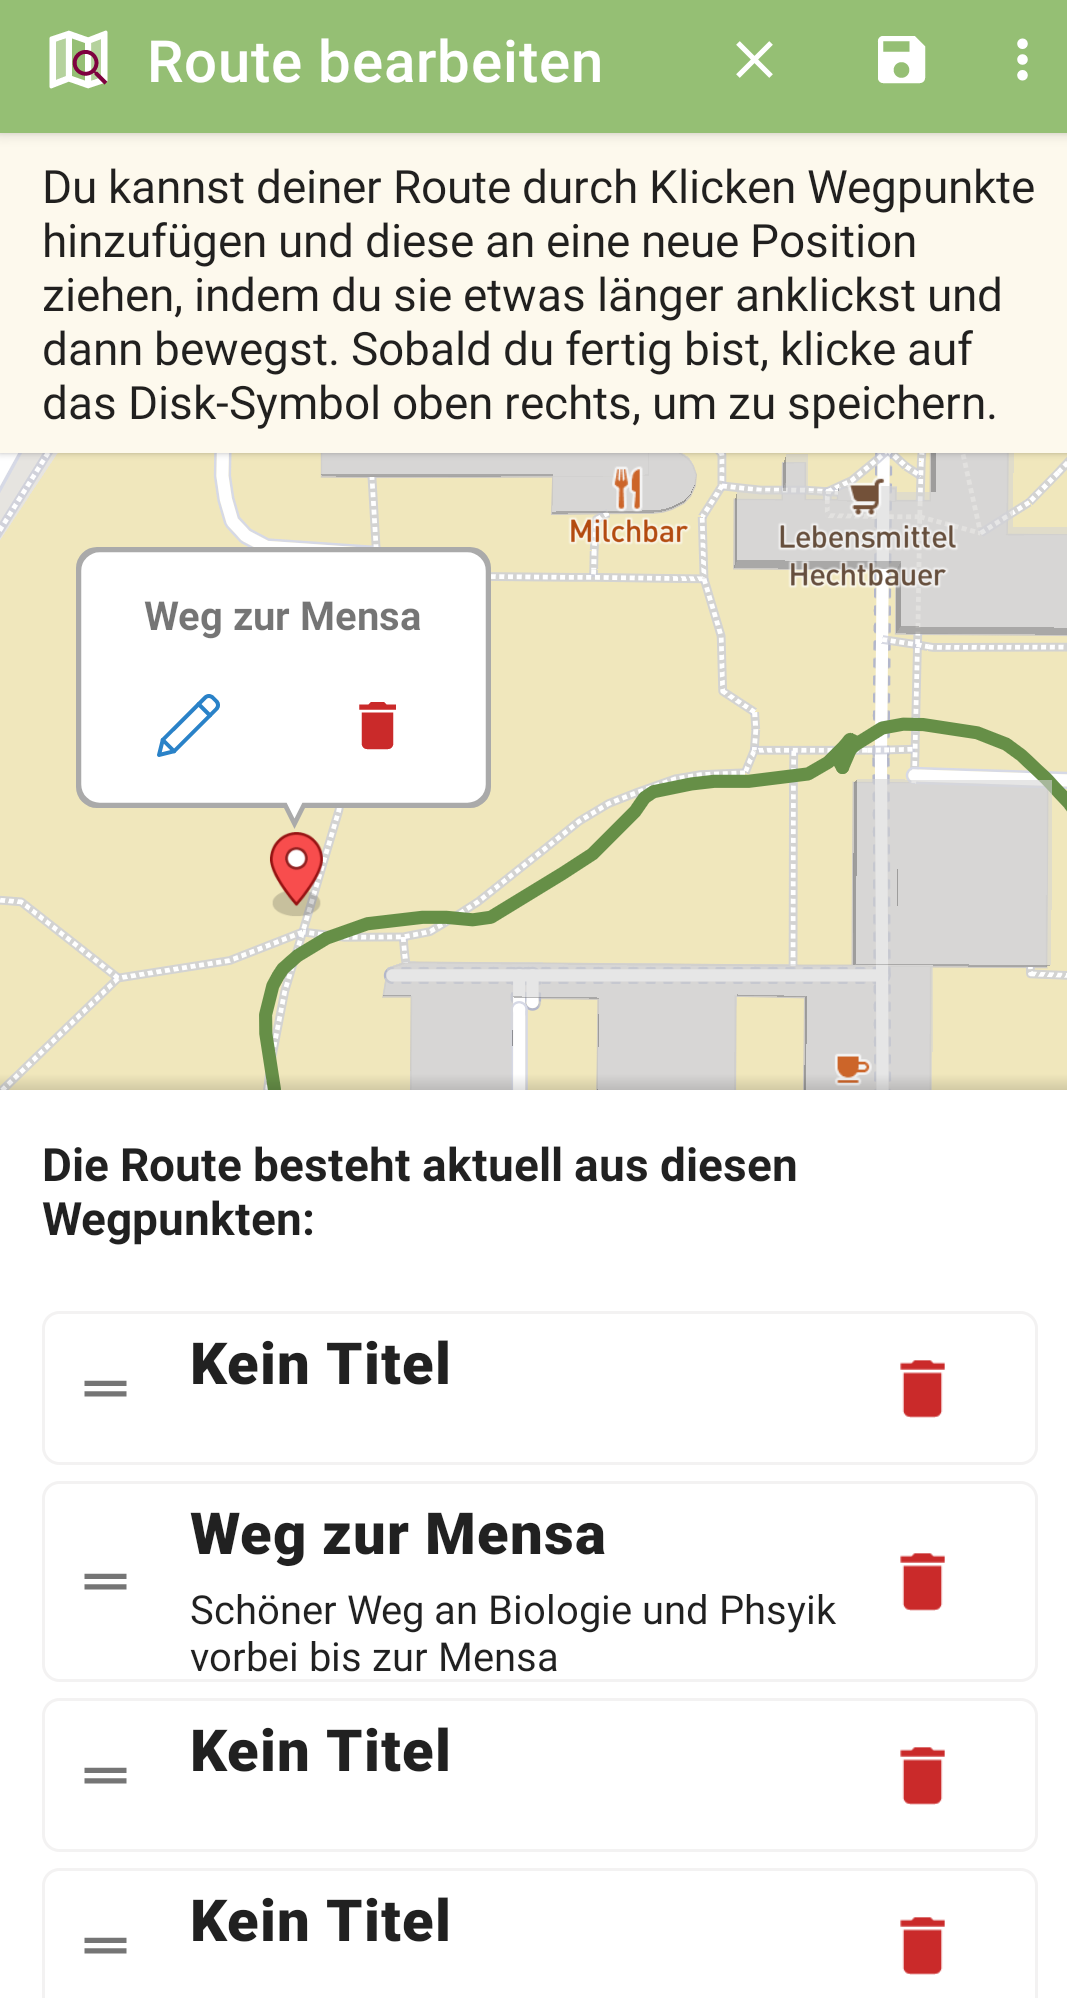 Route bearbeiten
Du kannst deiner Route durch Klicken Wegpunkte
hinzufügen und diese an eine neue Position
ziehen, indem du sie etwas länger anklickst und
dann bewegst. Sobald du fertig bist, klicke auf
das Disk-Symbol oben rechts, um zu speichern.
Milchbar
Lebensmittel
Hechtbauer
Weg zur Mensa
Die Route besteht aktuell aus diesen
Wegpunkten:
Kein Titel
Weg zur Mensa
Schöner Weg an Biologie und Phsyik
vorbei bis zur Mensa
Kein Titel
Kein Titel